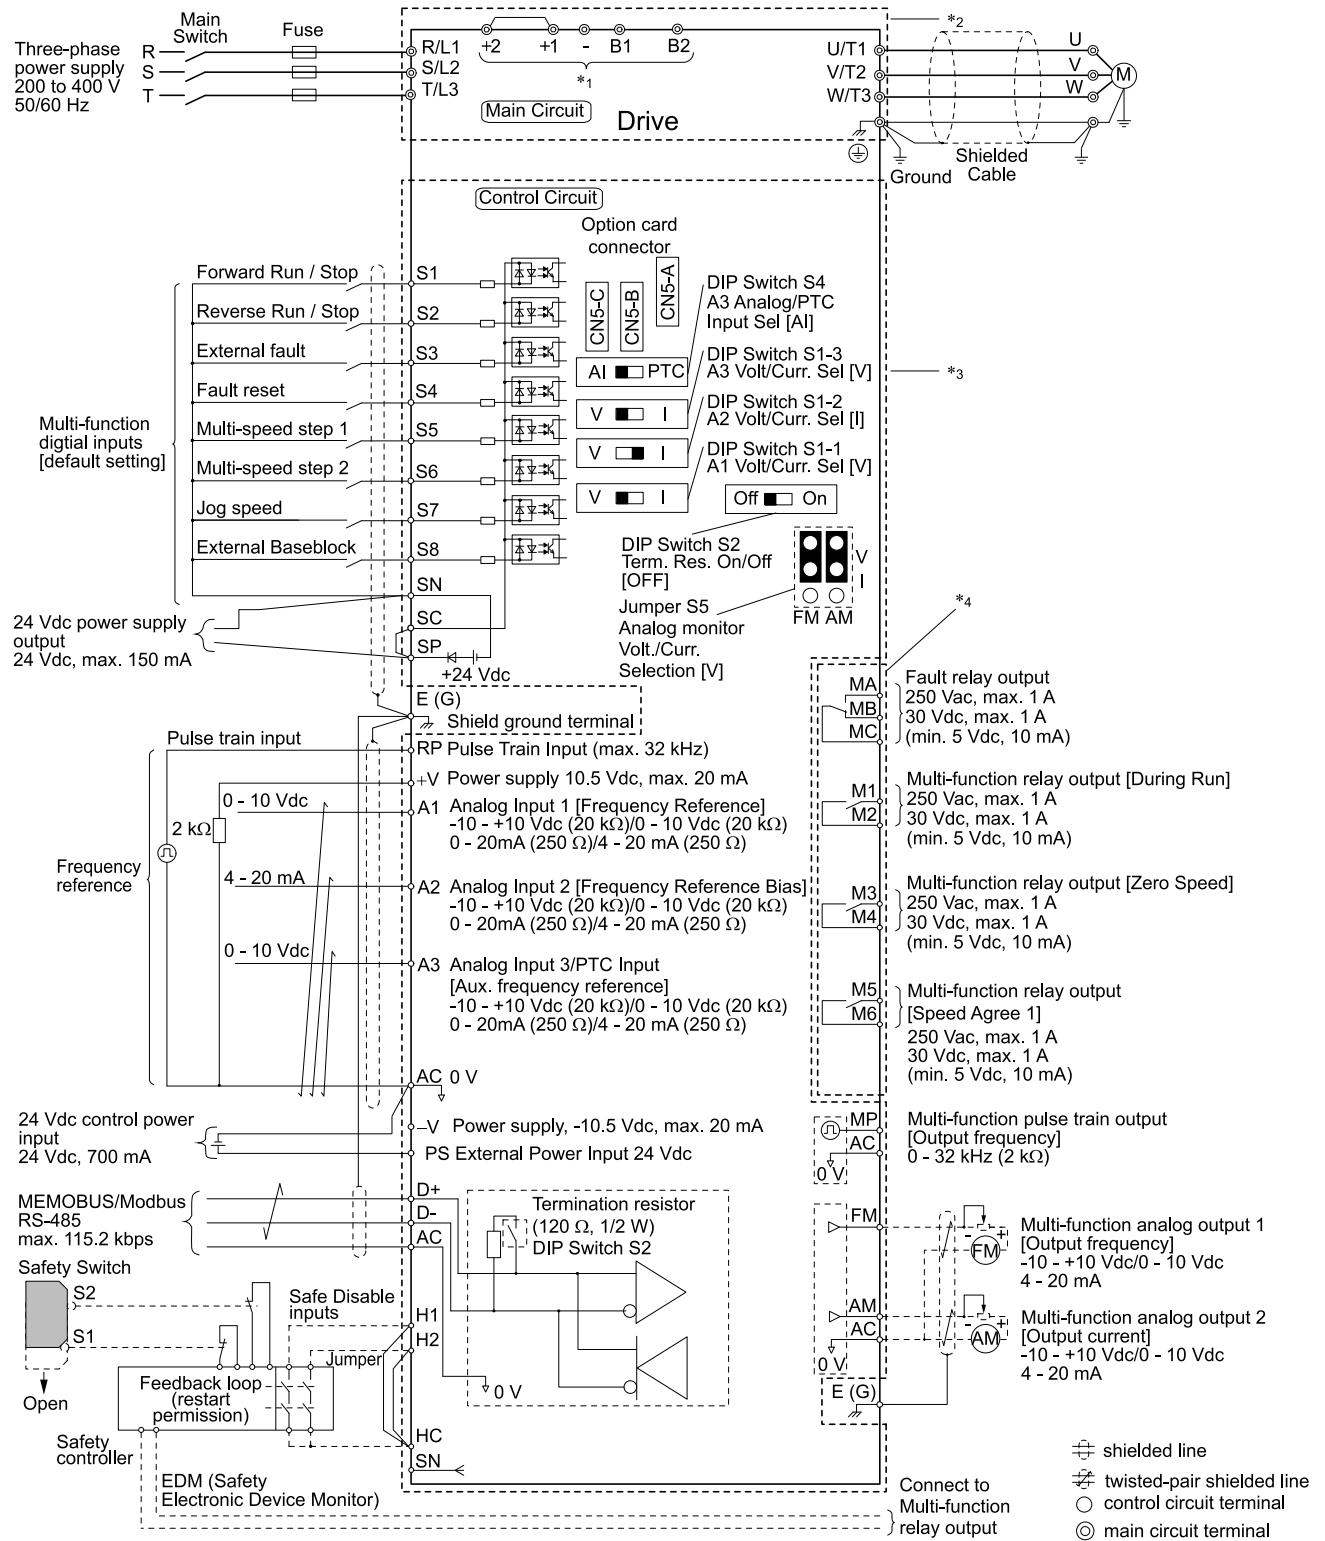 Main
Switch
Fuse
Three-phase
power supply
200 to 400 V
50/60 Hz
R
S
T
R/L1
S/L2
T/L3
+2
+1
-
B1
B2
*1
Main Circuit
Drive
*2
U/T1
V/T2
W/T3
U
V
W
M
Ground
Shielded
Cable
Control Circuit
Option card
connector
CN5-C
CN5-B
CN5-A
DIP Switch S4
A3 Analog/PTC
Input Sel [AI]
DIP Switch S1-3
A3 Volt/Curr. Sel [V]
DIP Switch S1-2
A2 Volt/Curr. Sel [I]
DIP Switch S1-1
A1 Volt/Curr. Sel [V]
AI PTC
V I
V I
V I
Off On
*3
DIP Switch S2
Term. Res. On/Off
[OFF]
Jumper S5
Analog monitor
Volt./Curr.
Selection [V]
V
I
FM AM
*4
Multi-function
digtial inputs
[default setting]
Forward Run / Stop
S1
Reverse Run / Stop
S2
External fault
S3
Fault reset
S4
Multi-speed step 1
S5
Multi-speed step 2
S6
Jog speed
S7
External Baseblock
S8
SN
SC
SP
+24 Vdc
24 Vdc power supply
output
24 Vdc, max. 150 mA
E (G)
Shield ground terminal
Pulse train input
RP Pulse Train Input (max. 32 kHz)
+V Power supply 10.5 Vdc, max. 20 mA
0 - 10 Vdc
A1 Analog Input 1 [Frequency Reference]
-10 - +10 Vdc (20 kΩ)/0 - 10 Vdc (20 kΩ)
0 - 20mA (250 Ω)/4 - 20 mA (250 Ω)
2 kΩ
Frequency
reference
4 - 20 mA
A2 Analog Input 2 [Frequency Reference Bias]
-10 - +10 Vdc (20 kΩ)/0 - 10 Vdc (20 kΩ)
0 - 20mA (250 Ω)/4 - 20 mA (250 Ω)
0 - 10 Vdc
A3 Analog Input 3/PTC Input
[Aux. frequency reference]
-10 - +10 Vdc (20 kΩ)/0 - 10 Vdc (20 kΩ)
0 - 20mA (250 Ω)/4 - 20 mA (250 Ω)
AC 0 V
24 Vdc control power
input
24 Vdc, 700 mA
–V Power supply, -10.5 Vdc, max. 20 mA
PS External Power Input 24 Vdc
MA
MB
MC
Fault relay output
250 Vac, max. 1 A
30 Vdc, max. 1 A
(min. 5 Vdc, 10 mA)
M1
M2
Multi-function relay output [During Run]
250 Vac, max. 1 A
30 Vdc, max. 1 A
(min. 5 Vdc, 10 mA)
M3
M4
Multi-function relay output [Zero Speed]
250 Vac, max. 1 A
30 Vdc, max. 1 A
(min. 5 Vdc, 10 mA)
M5
M6
Multi-function relay output
[Speed Agree 1]
250 Vac, max. 1 A
30 Vdc, max. 1 A
(min. 5 Vdc, 10 mA)
MP
AC
0 V
Multi-function pulse train output
[Output frequency]
0 - 32 kHz (2 kΩ)
MEMOBUS/Modbus
RS-485
max. 115.2 kbps
D+
D-
AC
Termination resistor
(120 Ω, 1/2 W)
DIP Switch S2
0 V
FM
- +
FM
Multi-function analog output 1
[Output frequency]
-10 - +10 Vdc/0 - 10 Vdc
4 - 20 mA
AM
AC
0 V
- +
AM
Multi-function analog output 2
[Output current]
-10 - +10 Vdc/0 - 10 Vdc
4 - 20 mA
E (G)
Safety Switch
S2
S1
Open
Safe Disable
inputs
H1
H2
Jumper
Feedback loop
(restart
permission)
Safety
controller
HC
SN
EDM (Safety
Electronic Device Monitor)
Connect to
Multi-function
relay output
shielded line
twisted-pair shielded line
control circuit terminal
main circuit terminal